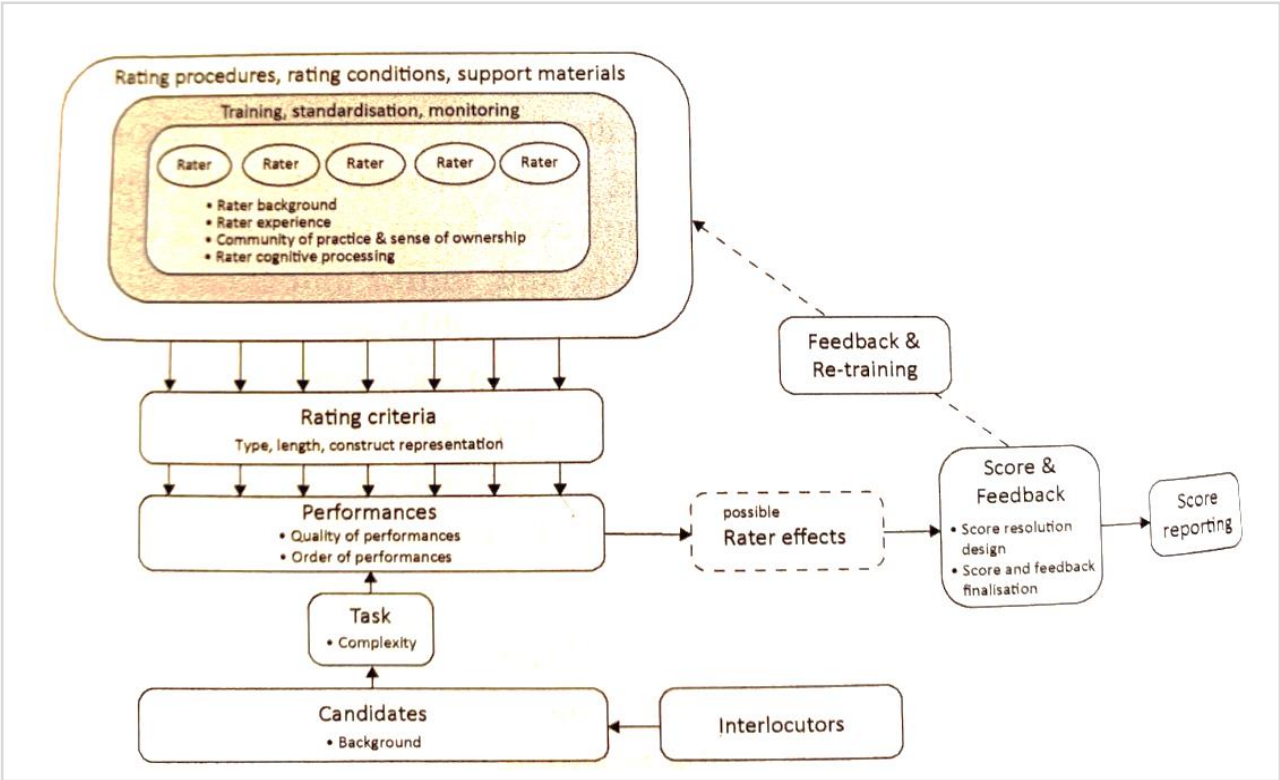 Rating procedures, rating conditions, support materials
Training, standardisation, monitoring
Rater
Rater
Rater
Rater
Rater
• Rater background
• Rater experience
• Community of practice & sense of ownership
• Rater cognitive processing
Feedback &
Re-training
Rating criteria
Type, length, construct representation
Performances
• Quality of performances
• Order of performances
possible
Rater effects
Score &
Feedback
• Score resolution
design
• Score and feedback
finalisation
Score
reporting
Task
• Complexity
Candidates
• Background
Interlocutors